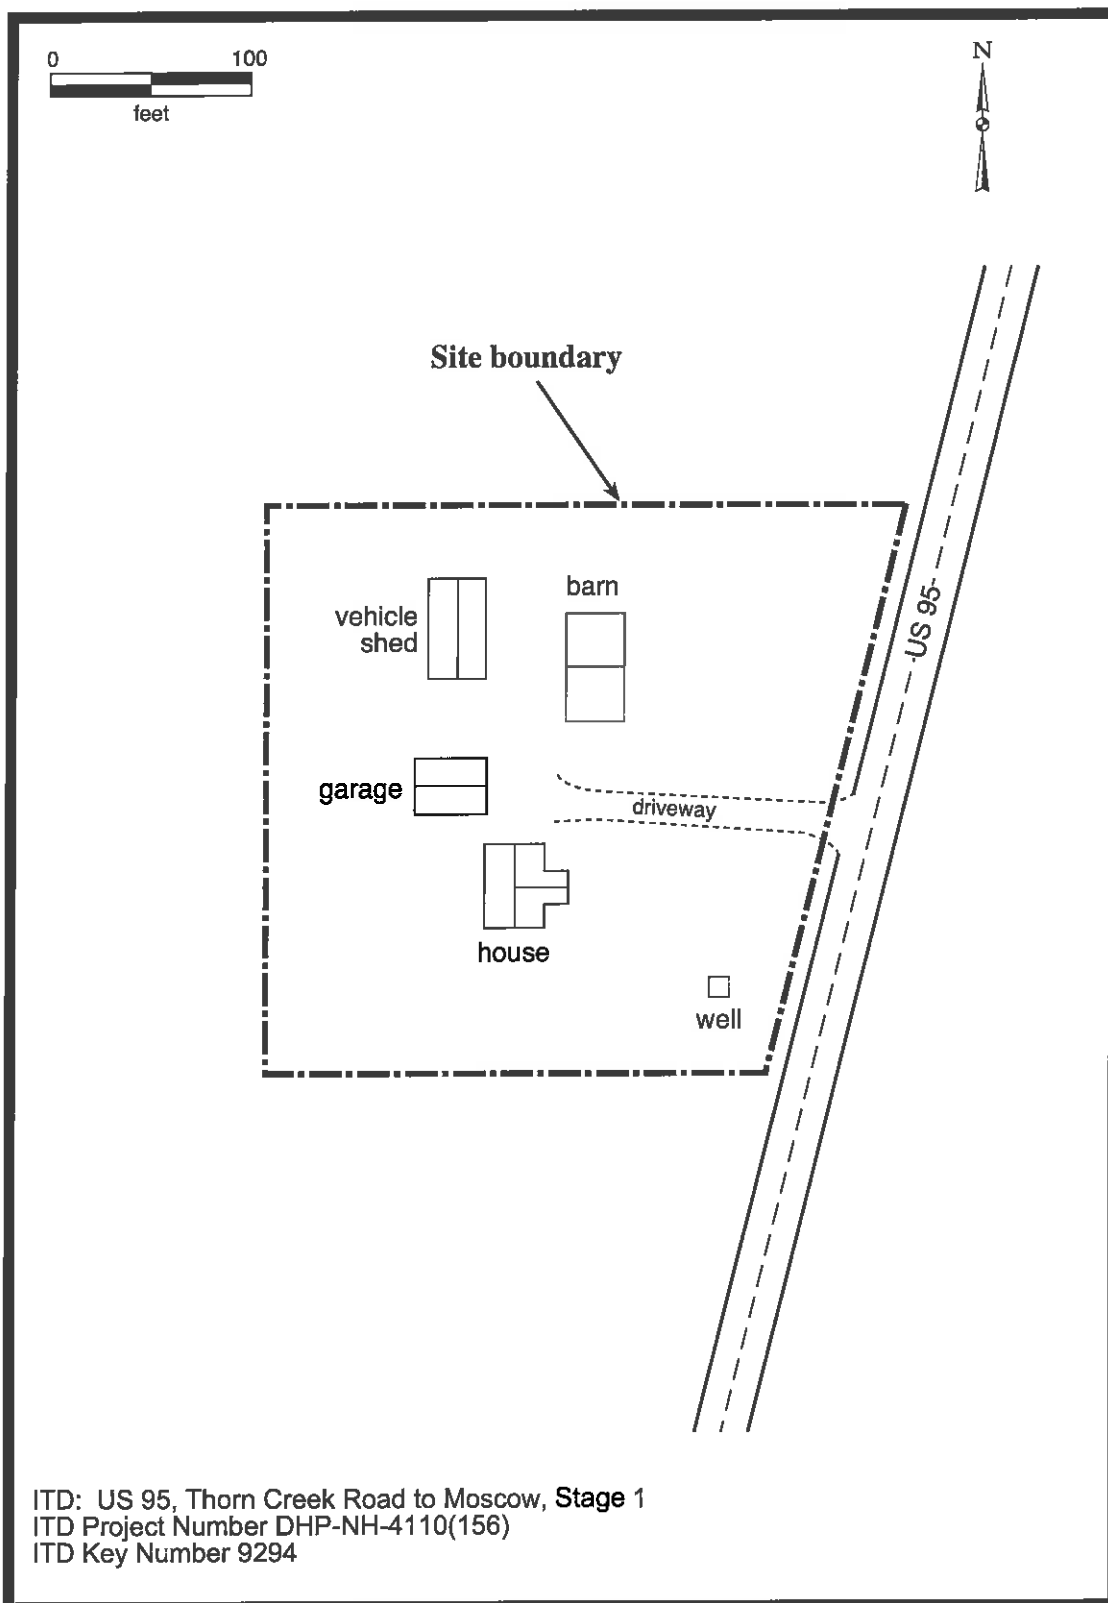 0 100
feet
N
Site boundary
barn
vehicle
shed
US 95
garage
driveway
house
well
ITD: US 95, Thorn Creek Road to Moscow, Stage 1
ITD Project Number DHP-NH-4110(156)
ITD Key Number 9294